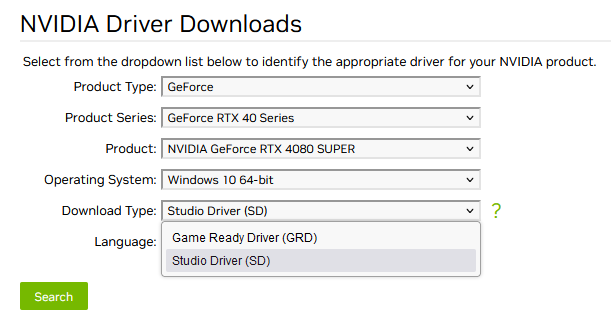 NVIDIA Driver Downloads
Select from the dropdown list below to identify the appropriate driver for your NVIDIA product.
Product Type: GeForce
Product Series: GeForce RTX 40 Series
Product: NVIDIA GeForce RTX 4080 SUPER
Operating System: Windows 10 64-bit
Download Type: Studio Driver (SD) ?
Game Ready Driver (GRD)
Language:
Studio Driver (SD)
Search